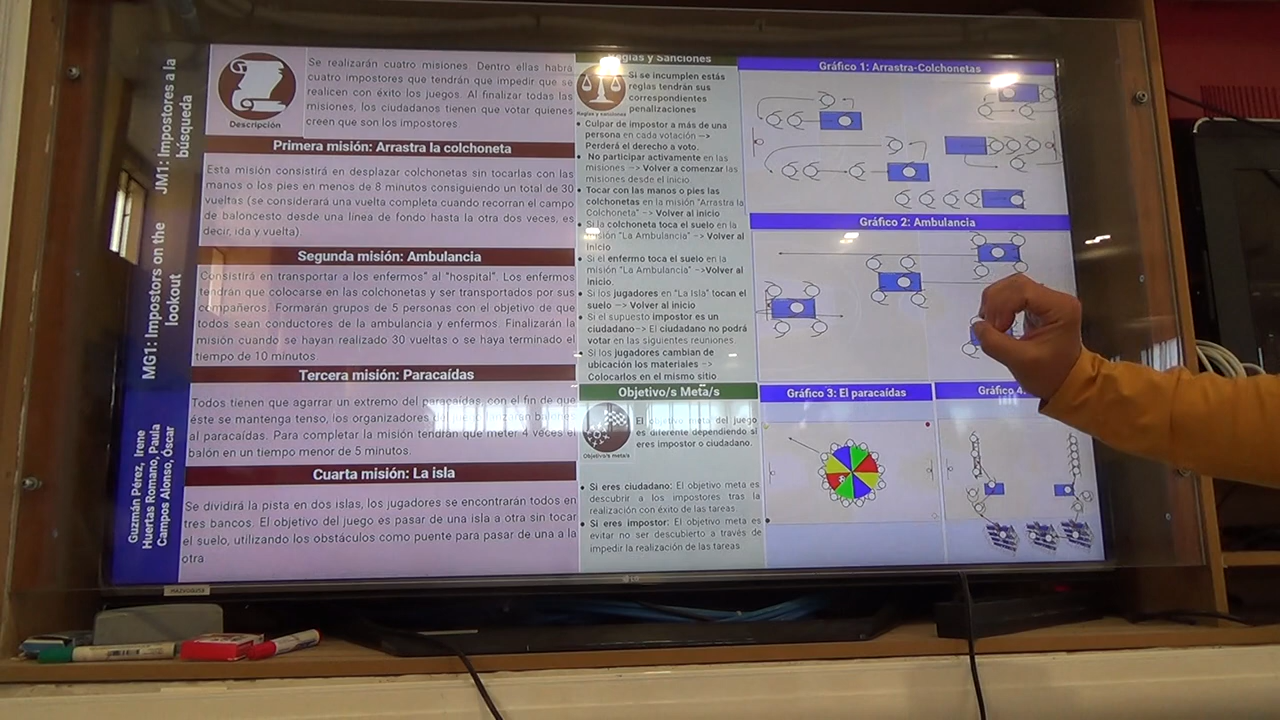 JM1: Impostores a la
búsqueda
MG1: Impostors on the
lookout
Guzmán Pérez, Irene
Huertas Romano, Paula
Campos Alonso, Óscar
Descripción
Se realizarán cuatro misiones. Dentro ellas habrá
cuatro impostores que tendrán que impedir que se
realicen con éxito los juegos. Al finalizar todas las
misiones, los ciudadanos tienen que votar quienes
creen que son los impostores
Primera misión: Arrastra la colchoneta
Esta misión consistirá en desplazar colchonetas sin tocarlas con las
manos o los pies en menos de 8 minutos consiguiendo un total de 30
vueltas (se considerará una vuelta completa cuando recorran el campo
de baloncesto desde una línea de fondo hasta la otra dos veces, es
decir, ida y vuelta).
Segunda misión: Ambulancia
Consistirá en transportar a los enfermos" al "hospital". Los enfermos
tendrán que colocarse en las colchonetas y ser transportados por sus
compañeros. Formarán grupos de 5 personas con el objetivo de que
todos sean conductores de la ambulancia y enfermos. Finalizarán la
misión cuando se hayan realizado 30 vueltas o se haya terminado el
tiempo de 10 minutos.
Tercera misión: Paracaídas
Todos tienen que agarrar un extremo del paracaídas, con el fin de que
éste se mantenga tenso, los organizadores de lanzarán balones
al paracaídas. Para completar la misión tendrán que meter 4 veces el
balón en un tiempo menor de 5 minutos.
Cuarta misión: La isla
Se dividirá la pista en dos islas, los jugadores se encontrarán todos en
tres bancos. El objetivo del juego es pasar de una isla a otra sin tocar
el suelo, utilizando los obstáculos como puente para pasar de una a la
otra.
Reglas y Sanciones
Reglas y sanciones
Si se incumplen estás
reglas tendrán sus
correspondientes
penalizaciones
• Culpar de impostor a más de una
persona en cada votación –>
Perderá el derecho a voto.
• No participar activamente en las
misiones –> Volver a comenzar las
misiones desde el inicio.
• Tocar con las manos o pies las
colchonetas en la misión "Arrastra la
Colchoneta" –> Volver al inicio
• Si la colchoneta toca el suelo en la
misión "La Ambulancia" –> Volver al
inicio
• Si el enfermo toca el suelo en la
misión "La Ambulancia" –>Volver al
inicio.
• Si los jugadores en "La Isla" tocan el
suelo –> Volver al inicio
• Si el supuesto impostor es un
ciudadano–> El ciudadano no podrá
votar en las siguientes reuniones.
• Si los jugadores cambian de
ubicación los materiales –>
Colocarlos en el mismo sitio
Objetivo/s Meta/s
Objetivo/s meta/s
El objetivo meta del juego
es diferente dependiendo si
eres impostor o ciudadano.
• Si eres ciudadano: El objetivo meta es
descubrir a los impostores tras la
realización con éxito de las tareas.
• Si eres impostor: El objetivo meta es
evitar no ser descubierto a través de
impedir la realización de las tareas
Gráfico 1: Arrastra-Colchonetas
Gráfico 2: Ambulancia
Gráfico 3: El paracaídas
Gráfico 4:
LG